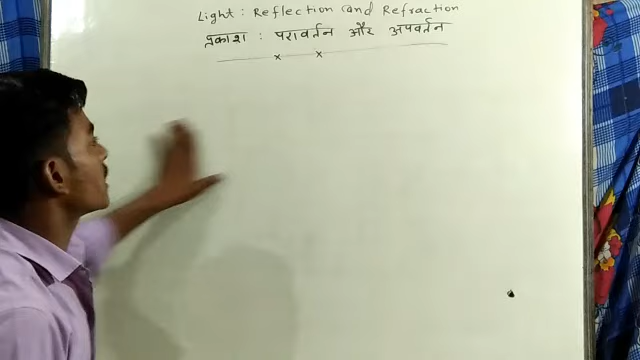 Light: Reflection and Refraction
प्रकाश : परावर्तन और अपवर्तन